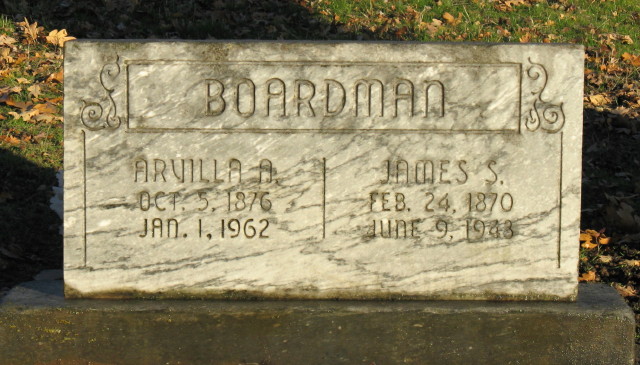 BOARDMAN
ARVILLA A.
OCT. 5, 1876
JAN. 1, 1962
JAMES S.
FEB. 24, 1870
JUNE 9, 1943